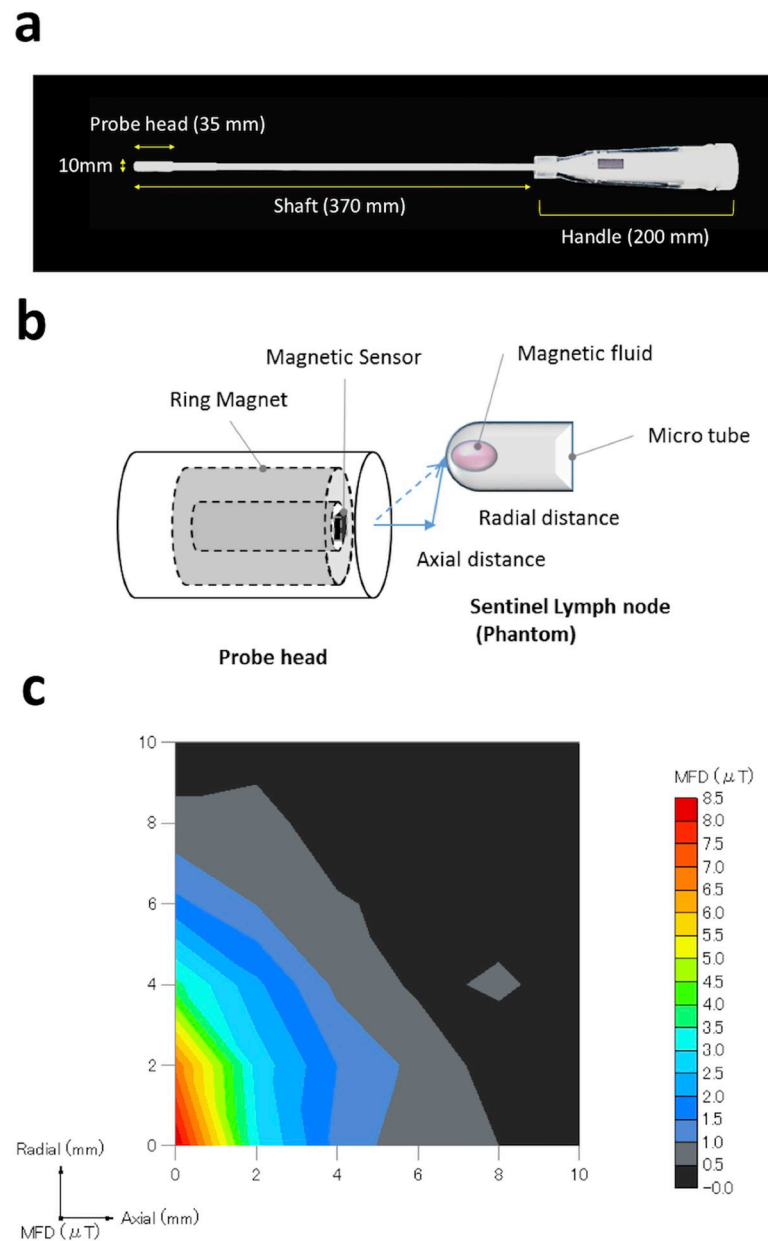 a
Probe head (35 mm)
10mm
Shaft (370 mm)
Handle (200 mm)
b
Magnetic Sensor
Magnetic fluid
Ring Magnet
Micro tube
Radial distance
Axial distance
Sentinel Lymph node
(Phantom)
Probe head
c
10
8
6
4
2
0
0 2 4 6 8 10
Radial (mm)
Axial (mm)
MFD (μT)
MFD (μT)
8.5
8.0
7.5
7.0
6.5
6.0
5.5
5.0
4.5
4.0
3.5
3.0
2.5
2.0
1.5
1.0
0.5
-0.0